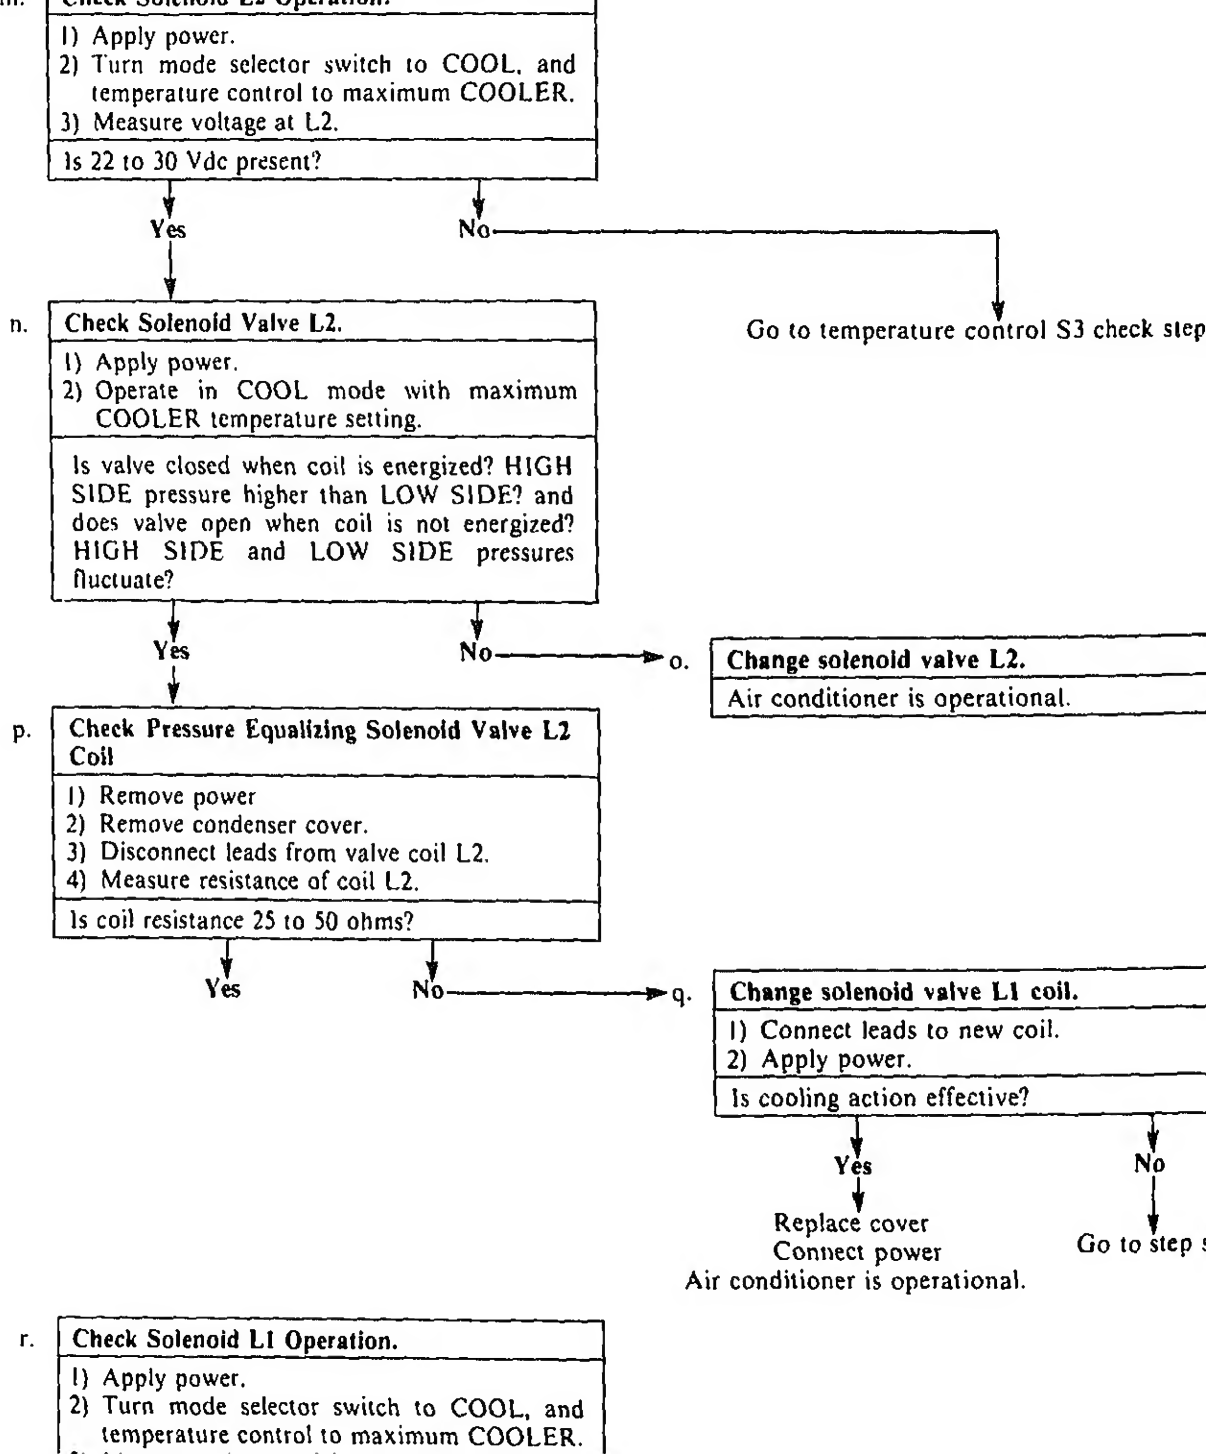 m.
Check Solenoid L2 Operation.
1) Apply power.
2) Turn mode selector switch to COOL, and
temperature control to maximum COOLER.
3) Measure voltage at L2.
Is 22 to 30 Vdc present?
Yes
No
n.
Check Solenoid Valve L2.
Go to temperature control S3 check step
1) Apply power.
2) Operate in COOL mode with maximum
COOLER temperature setting.
Is valve closed when coil is energized? HIGH
SIDE pressure higher than LOW SIDE? and
does valve open when coil is not energized?
HIGH SIDE and LOW SIDE pressures
fluctuate?
Yes
No
o.
Change solenoid valve L2.
Air conditioner is operational.
p.
Check Pressure Equalizing Solenoid Valve L2
Coil
1) Remove power
2) Remove condenser cover.
3) Disconnect leads from valve coil L2.
4) Measure resistance of coil L2.
Is coil resistance 25 to 50 ohms?
Yes
No
q.
Change solenoid valve L1 coil.
1) Connect leads to new coil.
2) Apply power.
Is cooling action effective?
Yes
No
Replace cover
Connect power
Air conditioner is operational.
Go to step s
r.
Check Solenoid L1 Operation.
1) Apply power.
2) Turn mode selector switch to COOL, and
temperature control to maximum COOLER.